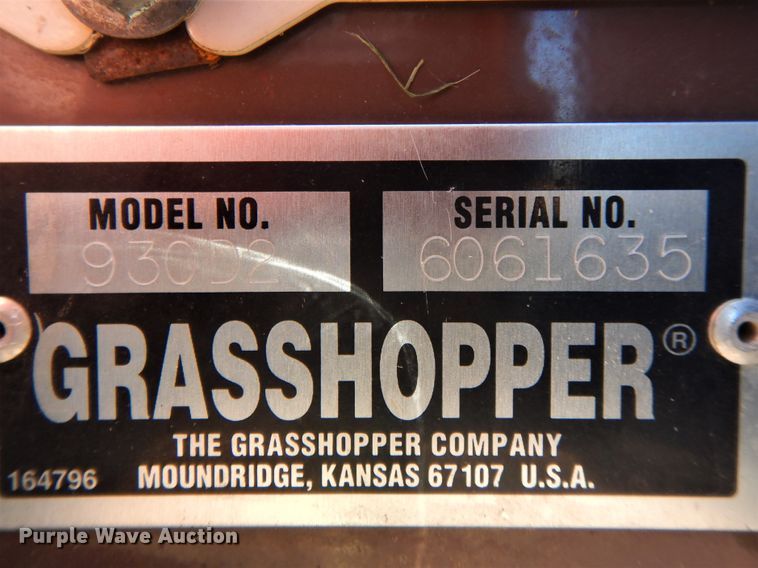 MODEL NO.
930D2
SERIAL NO.
6061635
GRASSHOPPER®
THE GRASSHOPPER COMPANY
164796 MOUNDRIDGE, KANSAS 67107 U.S.A.
Purple Wave Auction